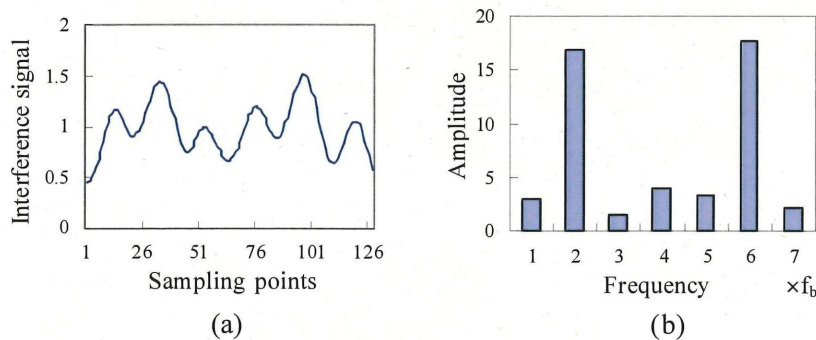 2
1.5
1
0.5
0
Interference signal
1 26 51 76 101 126
Sampling points
(a)
20
15
10
5
0
Amplitude
1 2 3 4 5 6 7
Frequency ×fb
(b)